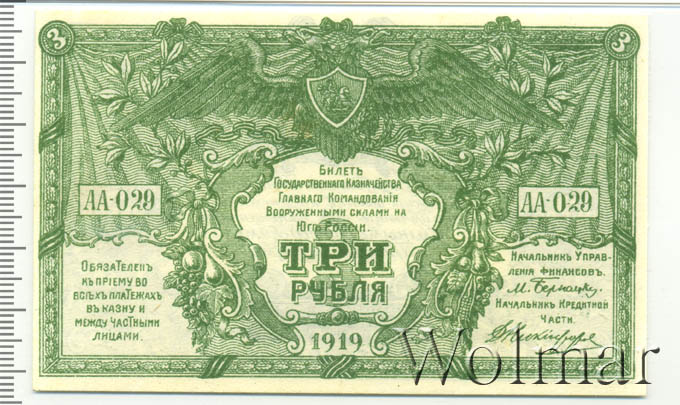 3
3
Билетъ
Государственнаго Казначейства
Главнаго Командованія
Вооруженными силами на
Югѣ Россіи.
АА-029
АА-029
ТРИ
РУБЛЯ
1919
Обязателенъ
къ пріему во
всѣхъ платежахъ
въ казну и
между частными
лицами.
Начальникъ Управ-
ленія финансовъ.
М. Бернацкій
Начальникъ Кредитной
Части.
Wolmar